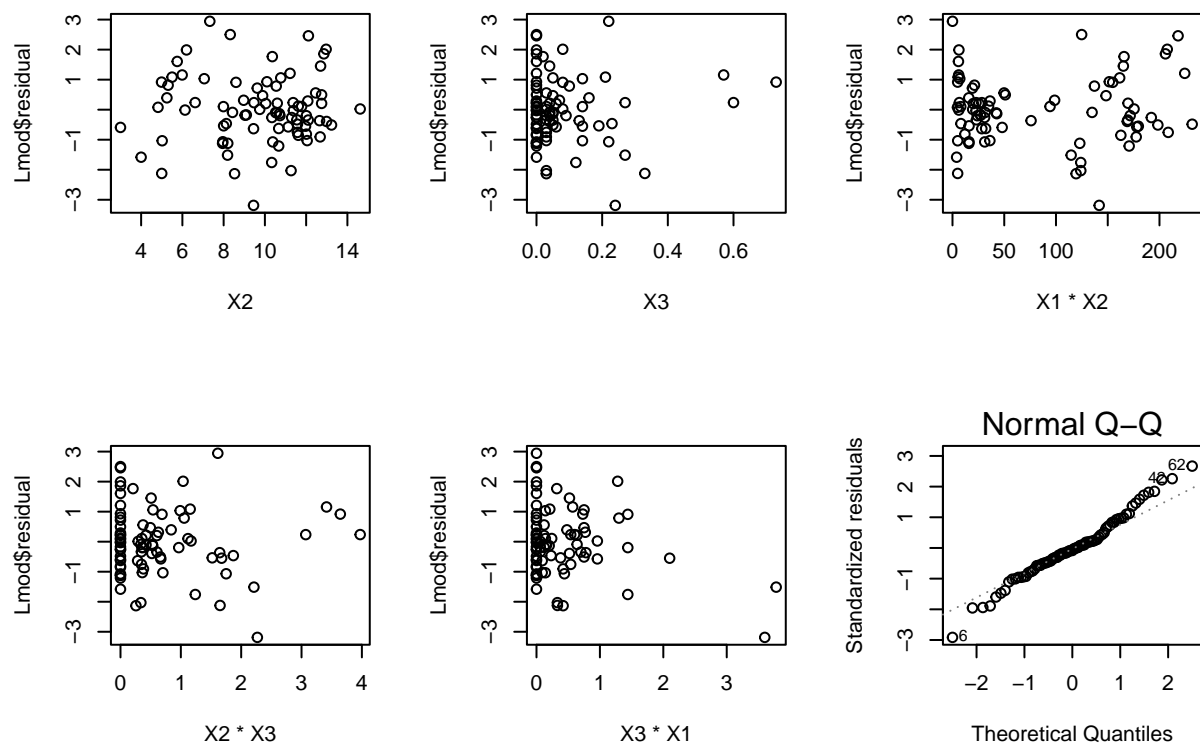 Lmod$residual
3
2
1
−1
−3
4 6 8 10 12 14
X2
Lmod$residual
3
2
1
−1
−3
0.0 0.2 0.4 0.6
X3
Lmod$residual
3
2
1
−1
−3
0 50 100 200
X1 * X2
Lmod$residual
3
2
1
−1
−3
0 1 2 3 4
X2 * X3
Lmod$residual
3
2
1
−1
−3
0 1 2 3
X3 * X1
Normal Q−Q
Standardized residuals
3
2
1
−1
−3
62
6
−2 −1 0 1 2
Theoretical Quantiles